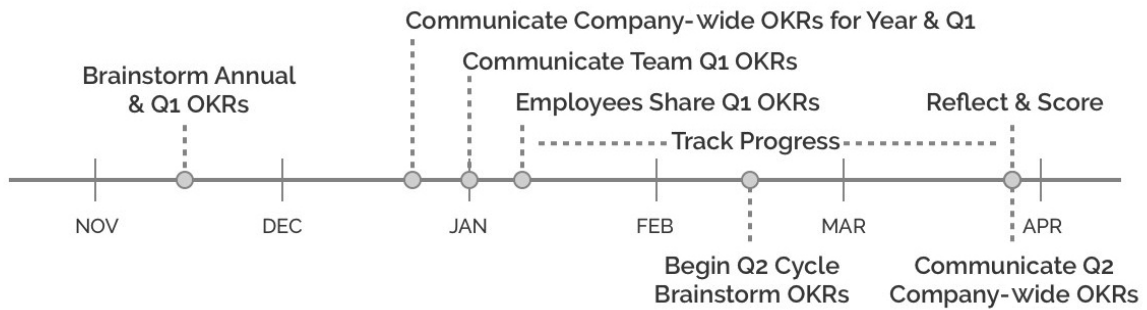 Communicate Company-wide OKRs for Year & Q1
Communicate Team Q1 OKRs
Brainstorm Annual
& Q1 OKRs
Employees Share Q1 OKRs
Reflect & Score
Track Progress
NOV
DEC
JAN
FEB
MAR
APR
Begin Q2 Cycle
Brainstorm OKRs
Communicate Q2
Company-wide OKRs